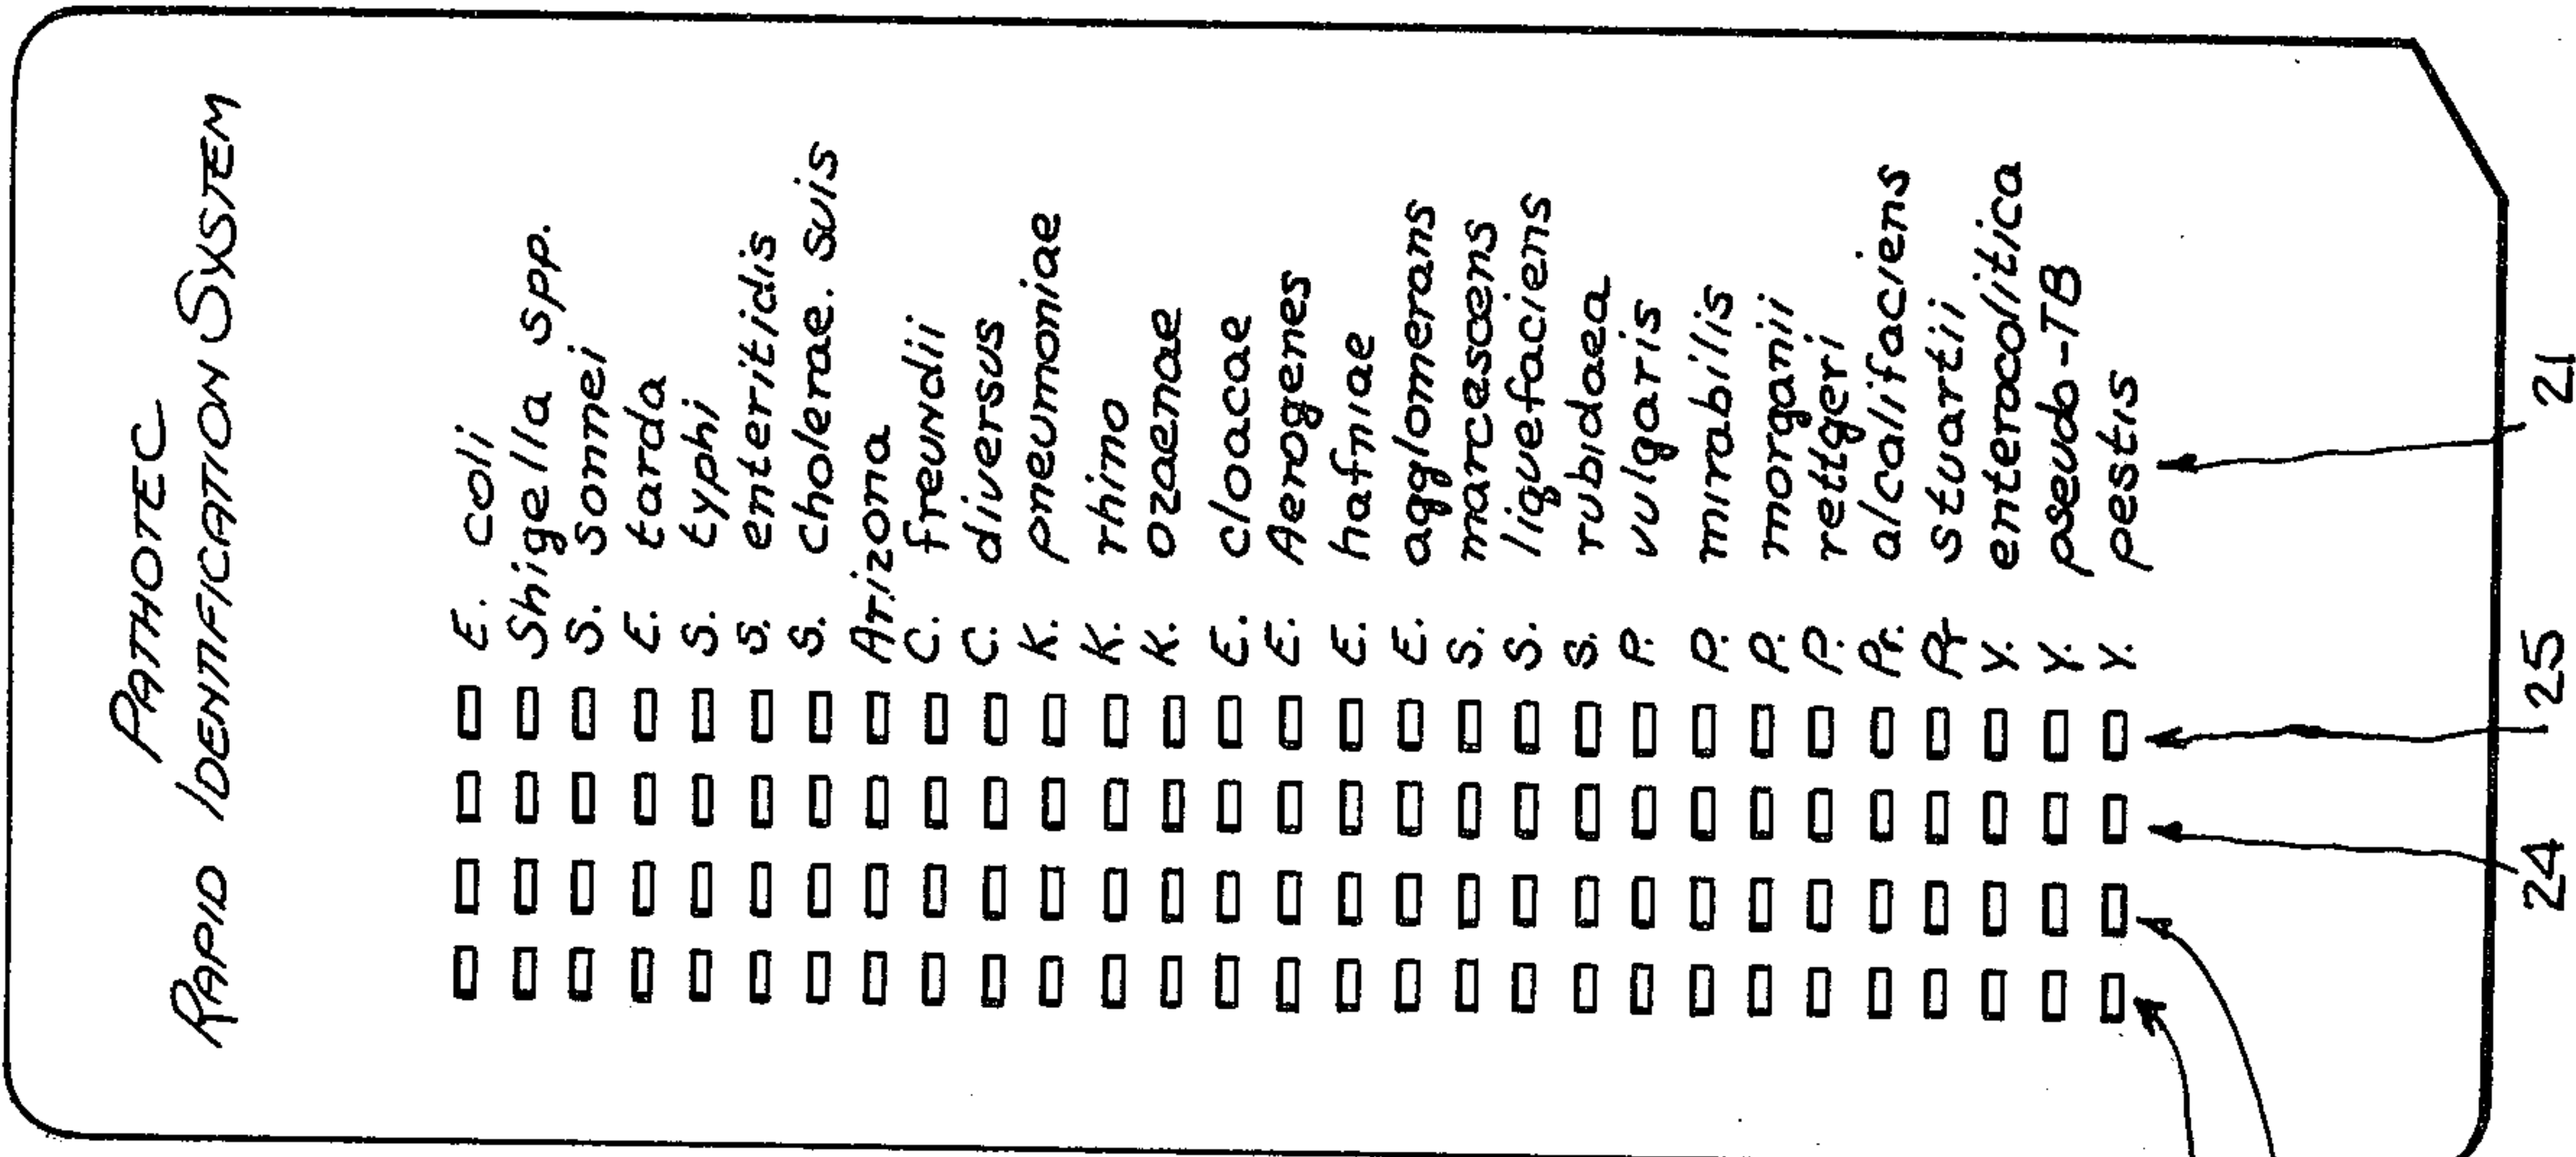 PATHOTEC
RAPID IDENTIFICATION SYSTEM
E. coli
Shigella spp.
S. Sonnei
E. tarda
S. typhi
S. enteritidis
S. cholerae. suis
Arizona
C. freundii
C. diversus
K. pneumoniae
K. rhino
K. ozaenae
E. cloacae
E. Aerogenes
E. hafniae
E. agglomerans
S. marcescens
S. liquefaciens
S. rubidaea
P. vulgaris
P. mirabilis
P. morganii
P. rettgeri
Pr. alcalifaciens
Pr stuartii
Y. enterocolitica
Y. pseudo-TB
Y. pestis
24 25 21